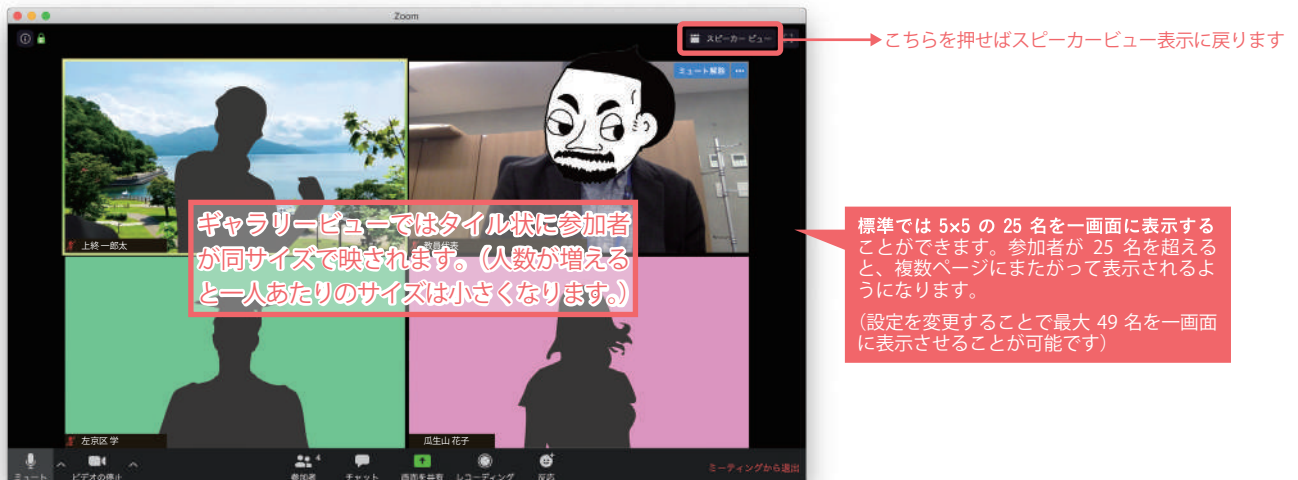 Zoom
スピーカー ビュー
こちらを押せばスピーカービュー表示に戻ります
ミュート解除
ギャラリービューではタイル状に参加者
が同サイズで映されます。(人数が増える
と一人あたりのサイズは小さくなります。)
上終 一郎太
教員代表
標準では 5×5 の 25 名を一画面に表示する
ことができます。参加者が 25 名を超える
と、複数ページにまたがって表示されるよ
うになります。
(設定を変更することで最大 49 名を一画面
に表示させることが可能です)
左京区 学
瓜生山 花子
4
ミュート
ビデオの停止
参加者
チャット
画面を共有
レコーディング
反応
ミーティングから退出